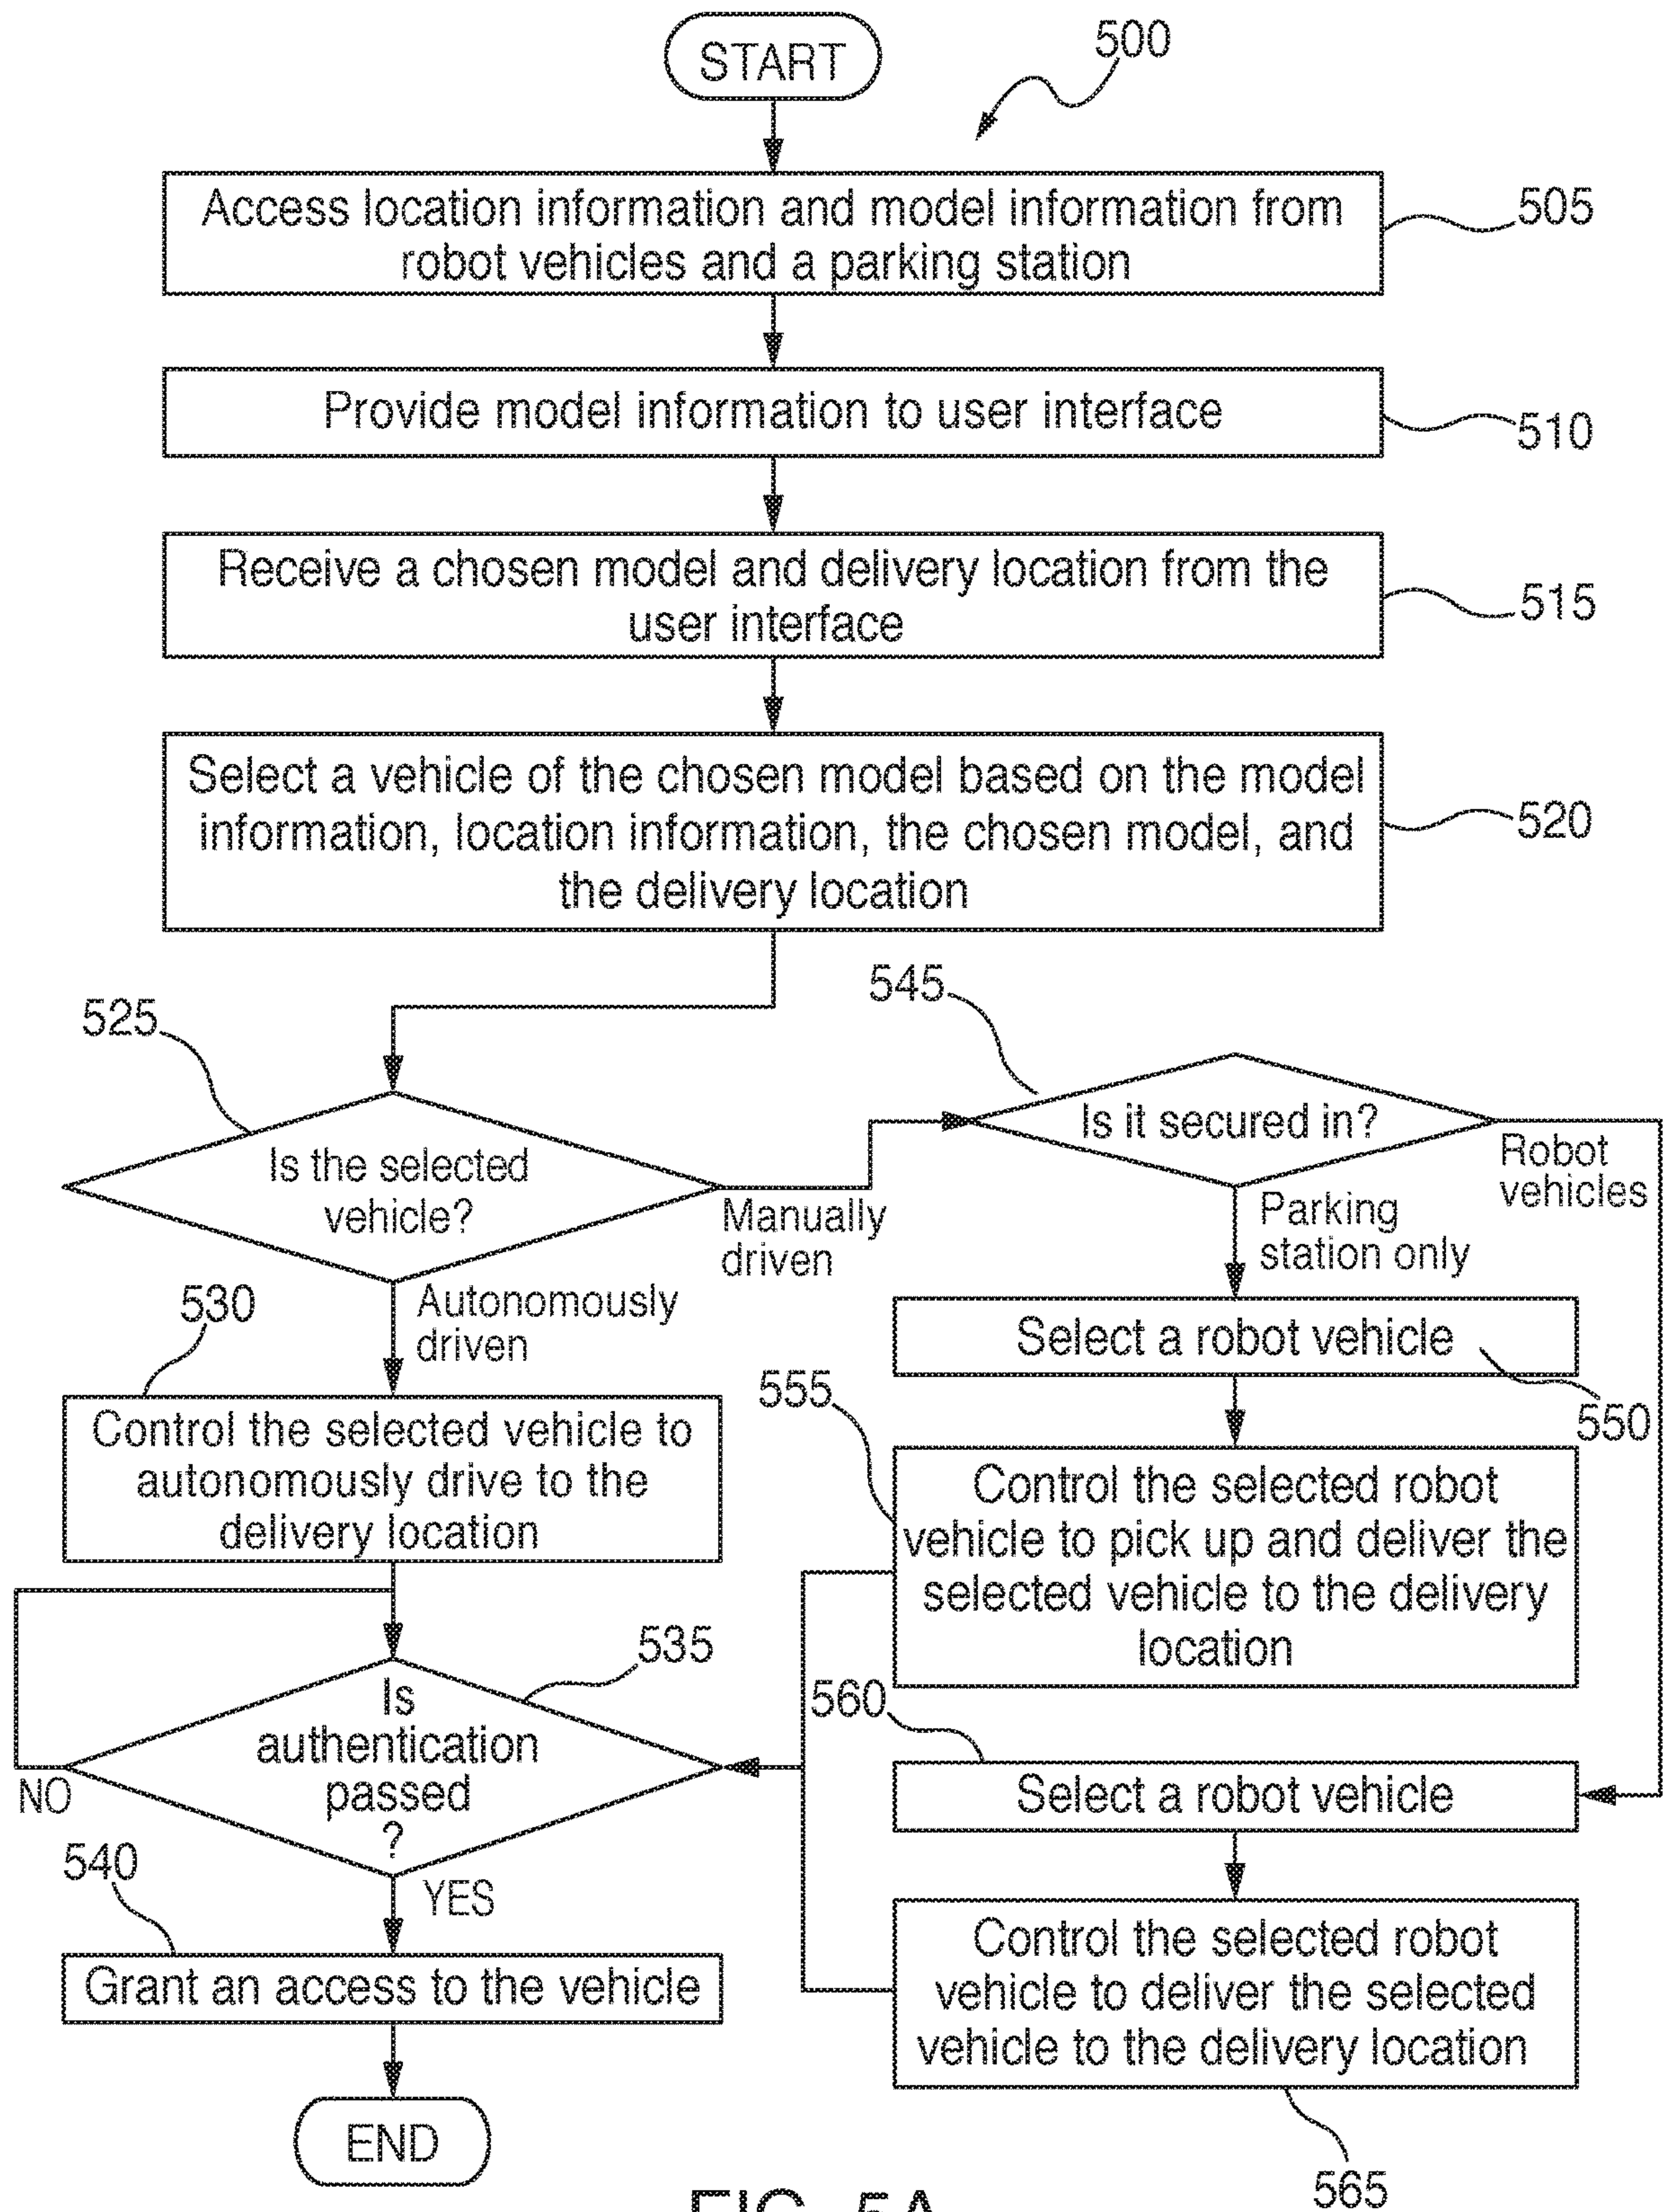 START
500
Access location information and model information from
robot vehicles and a parking station
505
Provide model information to user interface
510
Receive a chosen model and delivery location from the
user interface
515
Select a vehicle of the chosen model based on the model
information, location information, the chosen model, and
the delivery location
520
525
Is the selected
vehicle?
Manually
driven
Autonomously
driven
545
Is it secured in?
Robot
vehicles
Parking
station only
530
Control the selected vehicle to
autonomously drive to the
delivery location
Select a robot vehicle
550
555
Control the selected robot
vehicle to pick up and deliver the
selected vehicle to the delivery
location
535
Is
authentication
passed
?
NO
YES
560
Select a robot vehicle
540
Grant an access to the vehicle
Control the selected robot
vehicle to deliver the selected
vehicle to the delivery location
565
END
FIG. 5A